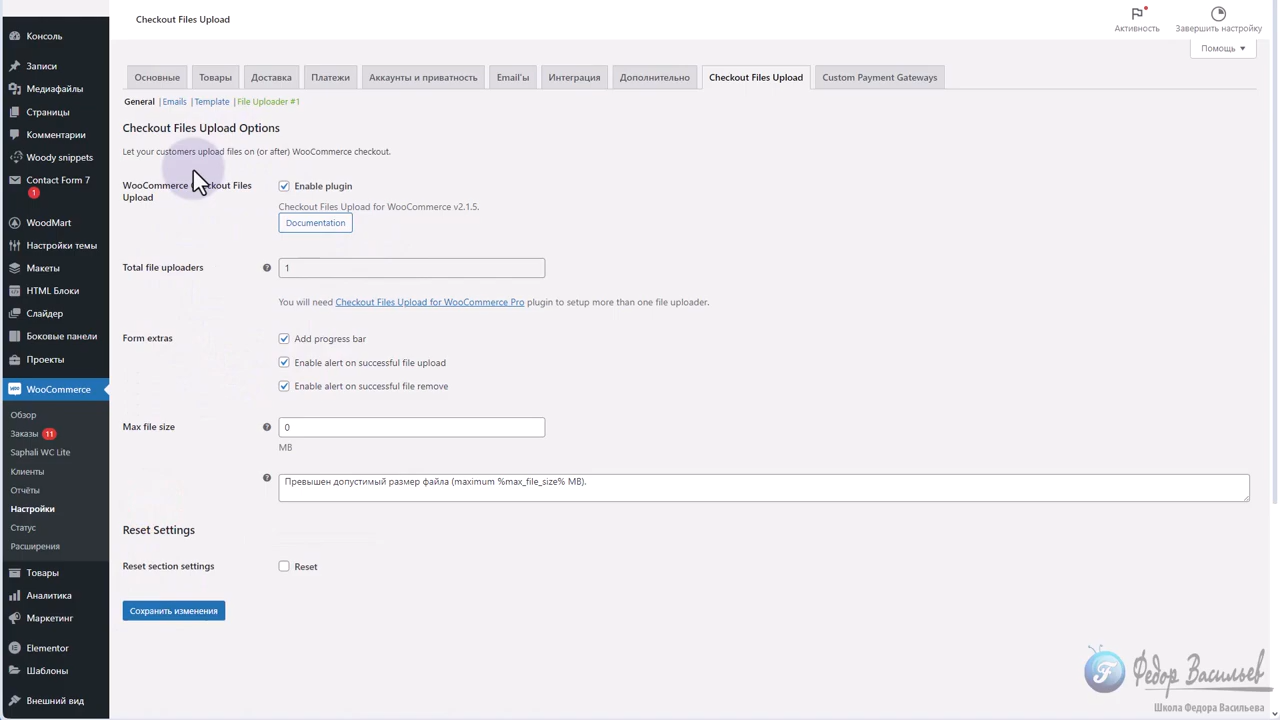 Checkout Files Upload
Активность
Завершить настройку
Помощь
Консоль
Записи
Медиафайлы
Страницы
Комментарии
Woody snippets
Contact Form 7
1
WoodMart
Настройки темы
Макеты
HTML Блоки
Слайдер
Боковые панели
Проекты
WooCommerce
Обзор
Заказы 11
Saphali WC Lite
Клиенты
Отчёты
Настройки
Статус
Расширения
Товары
Аналитика
Маркетинг
Elementor
Шаблоны
Внешний вид
Основные Товары Доставка Платежи Аккаунты и приватность Email'ы Интеграция Дополнительно Checkout Files Upload Custom Payment Gateways
General | Emails | Template | File Uploader #1
Checkout Files Upload Options
Let your customers upload files on (or after) WooCommerce checkout.
WooCommerce Checkout Files
Upload
Enable plugin
Checkout Files Upload for WooCommerce v2.1.5.
Documentation
Total file uploaders
1
You will need Checkout Files Upload for WooCommerce Pro plugin to setup more than one file uploader.
Form extras
Add progress bar
Enable alert on successful file upload
Enable alert on successful file remove
Max file size
0
MB
Превышен допустимый размер файла (maximum %max_file_size% MB).
Reset Settings
Reset section settings
Reset
Сохранить изменения
Федор Васильев
Школа Федора Васильева